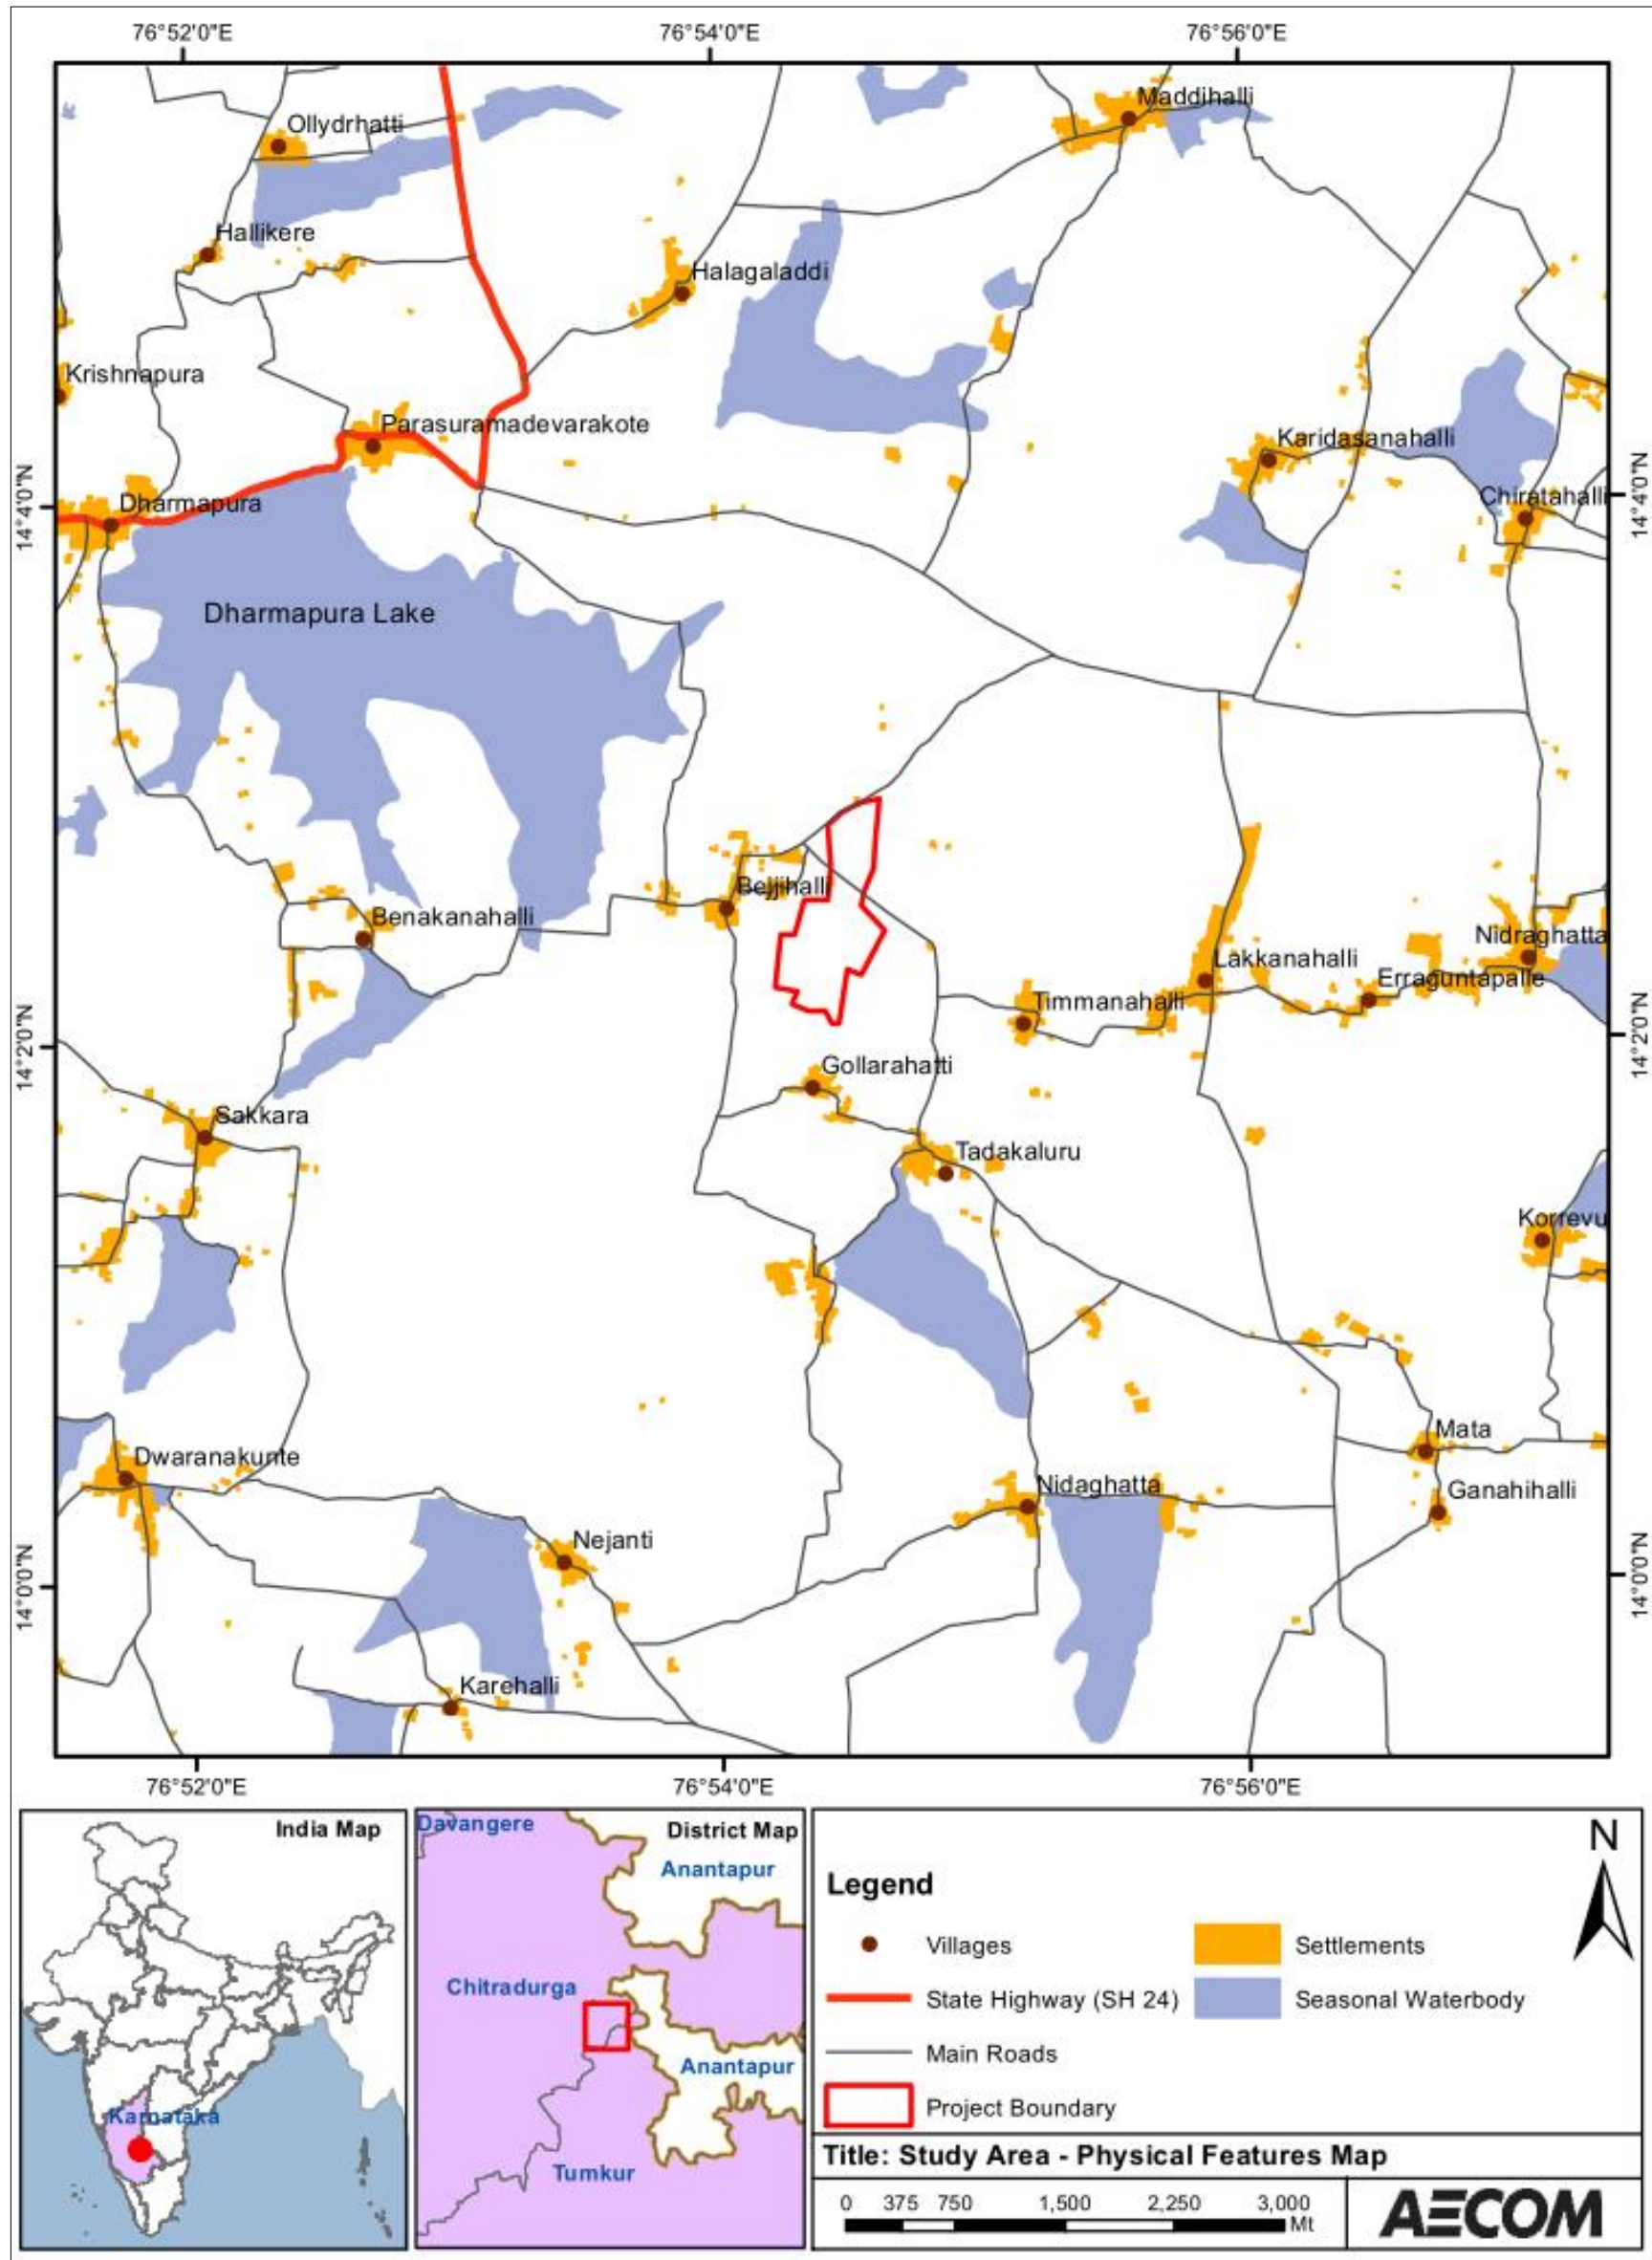 76°52'0"E 76°54'0"E 76°56'0"E
Maddihalli
Ollydrhatti
Hallikere
Halagaladdi
Krishnapura
Parasuramadevarakote
Karidasanahalli
14°4'0"N
14°4'0"N
Dharmapura
Chiratahalli
Dharmapura Lake
Bejjihalli
Benakanahalli
Nidraghatta
Lakkanahalli
Erraguntapalle
Timmanahalli
14°2'0"N
14°2'0"N
Gollarahatti
Sakkara
Tadakaluru
Korrevu
Mata
Dwaranakunte
Nidaghatta
Ganahihalli
Nejanti
14°0'0"N
14°0'0"N
Karehalli
76°52'0"E 76°54'0"E 76°56'0"E
India Map
Karnataka
Davangere
District Map
Anantapur
Chitradurga
Anantapur
Tumkur
N
Legend
Villages
Settlements
State Highway (SH 24)
Seasonal Waterbody
Main Roads
Project Boundary
Title: Study Area - Physical Features Map
0 375 750 1,500 2,250 3,000
Mt
AECOM